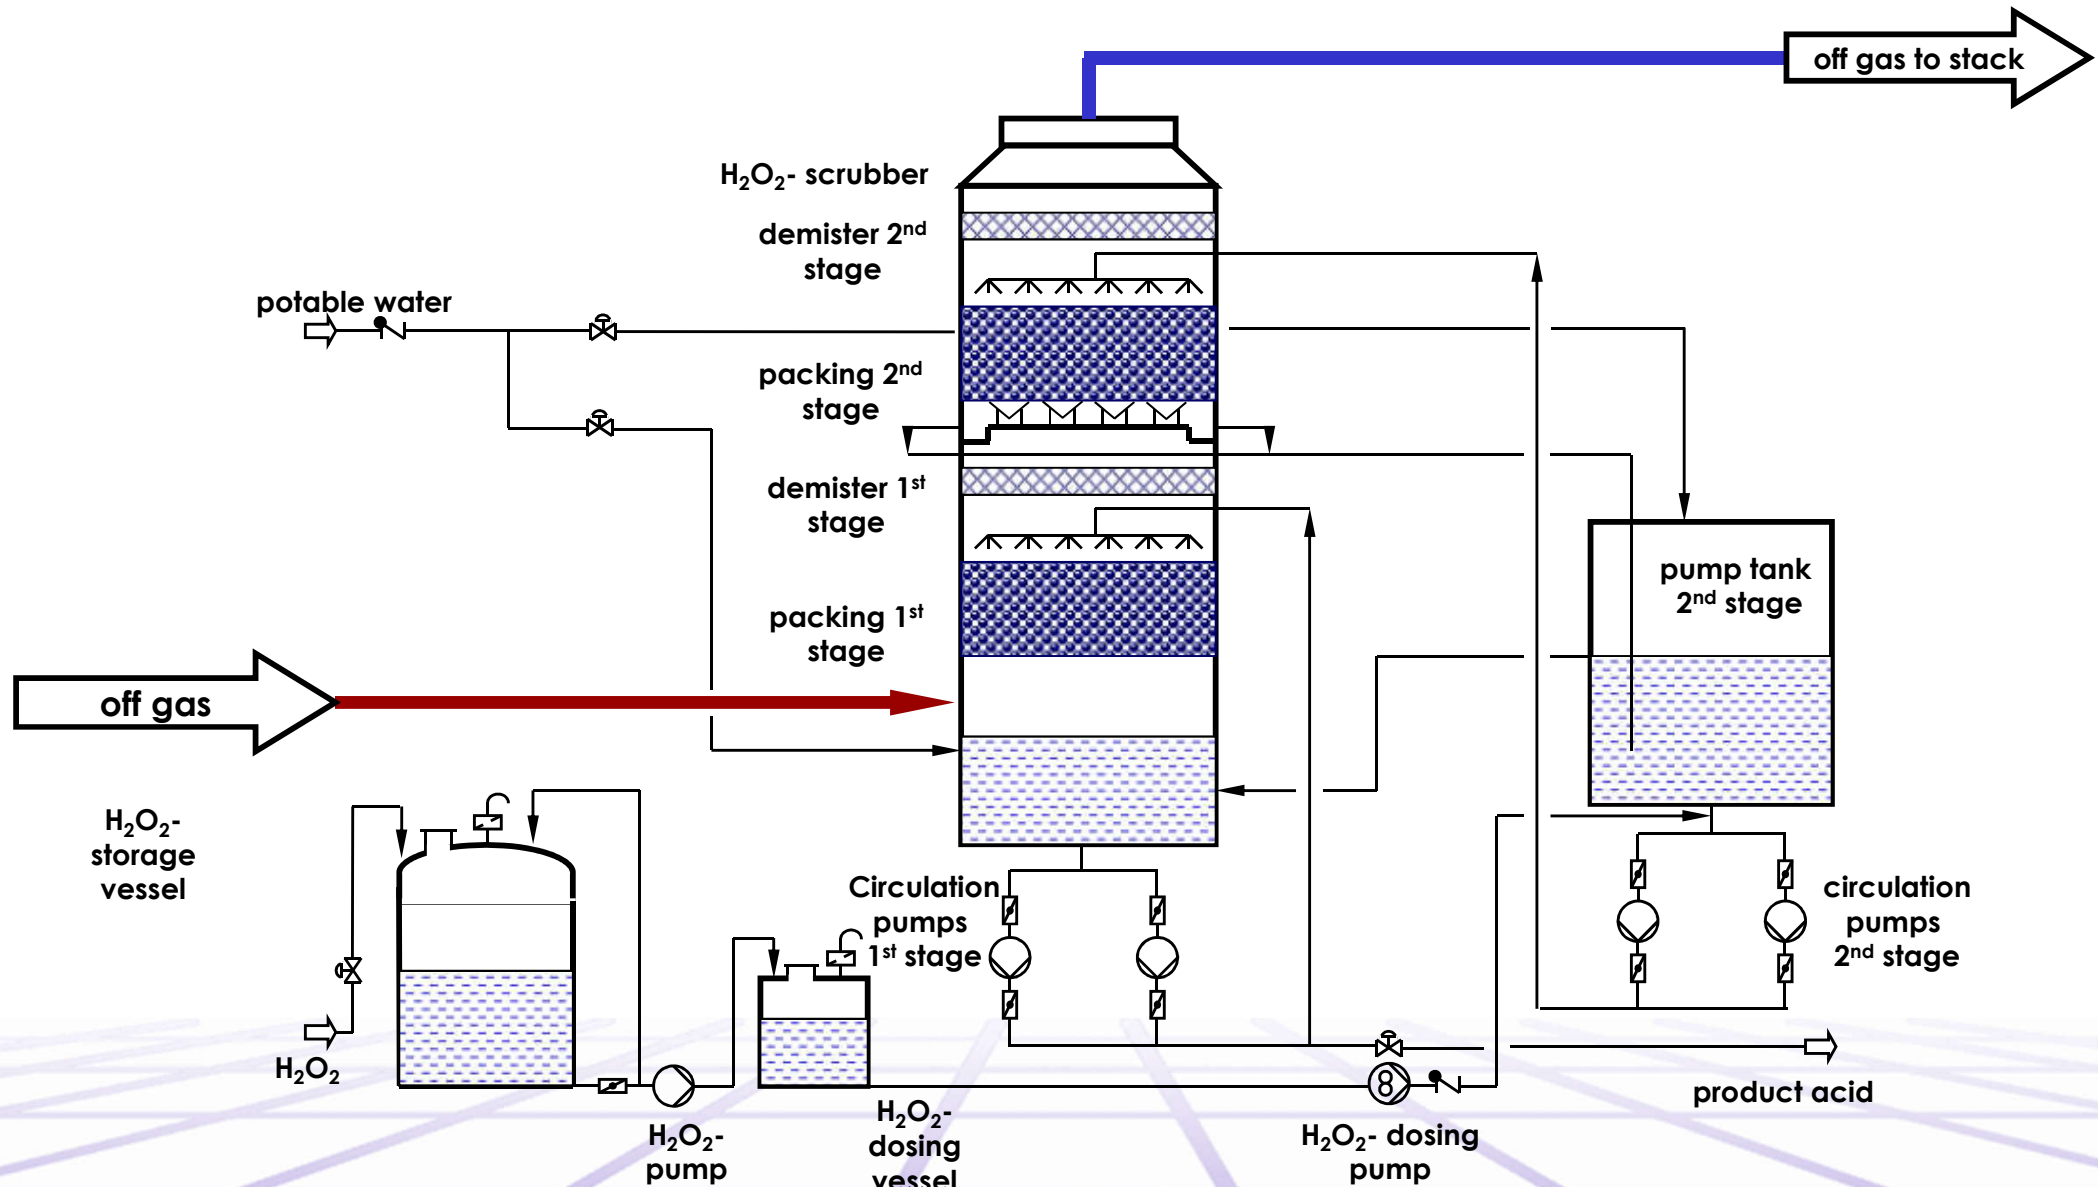 off gas to stack
H₂O₂- scrubber
demister 2nd
stage
potable water
packing 2nd
stage
demister 1st
stage
pump tank
2nd stage
packing 1st
stage
off gas
H₂O₂-
storage
vessel
Circulation
pumps
1st stage
circulation
pumps
2nd stage
H₂O₂
product acid
H₂O₂-
pump
H₂O₂-
dosing
vessel
H₂O₂- dosing
pump
8